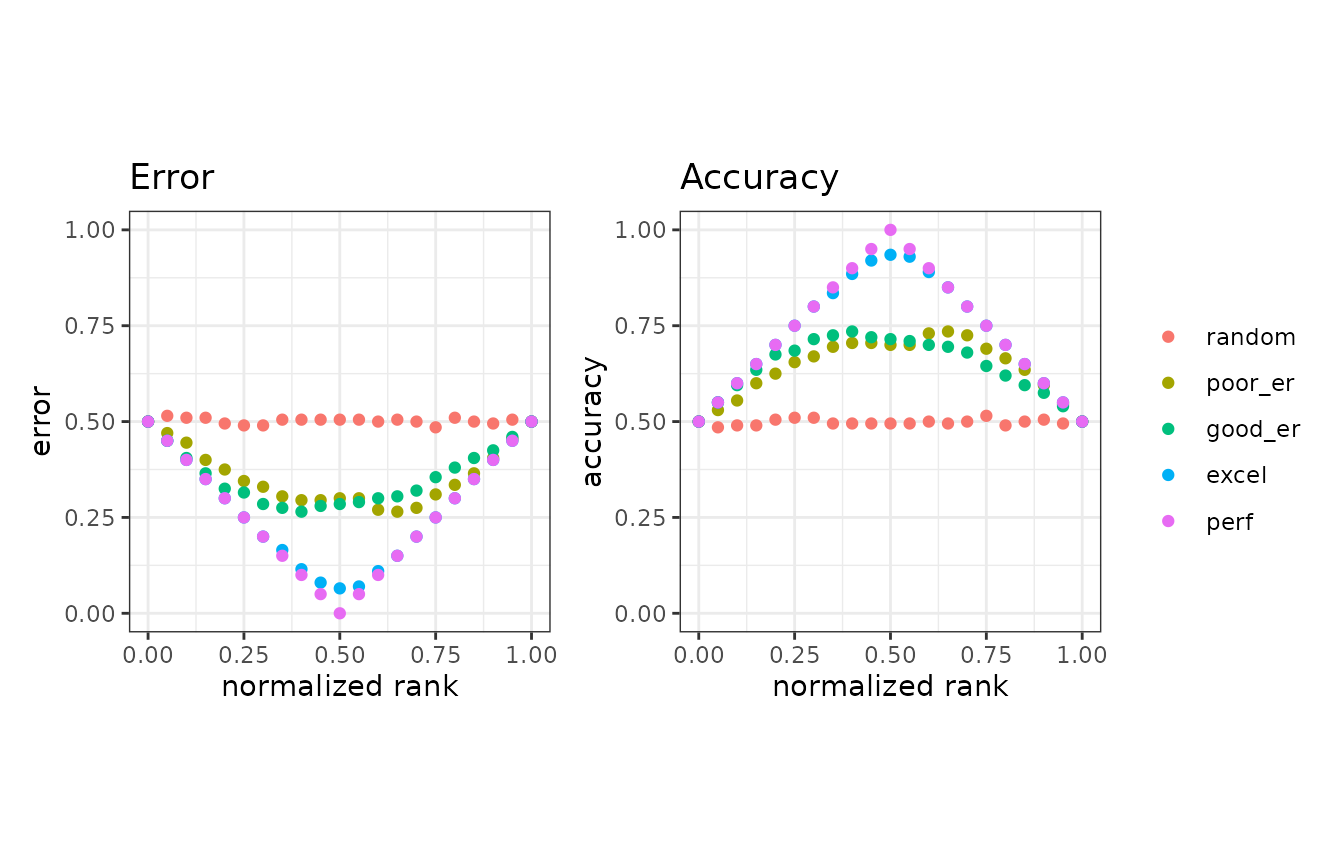 Error
Accuracy
error
1.00
0.75
0.50
0.25
0.00
0.00 0.25 0.50 0.75 1.00
normalized rank
accuracy
1.00
0.75
0.50
0.25
0.00
0.00 0.25 0.50 0.75 1.00
normalized rank
random
poor_er
good_er
excel
perf